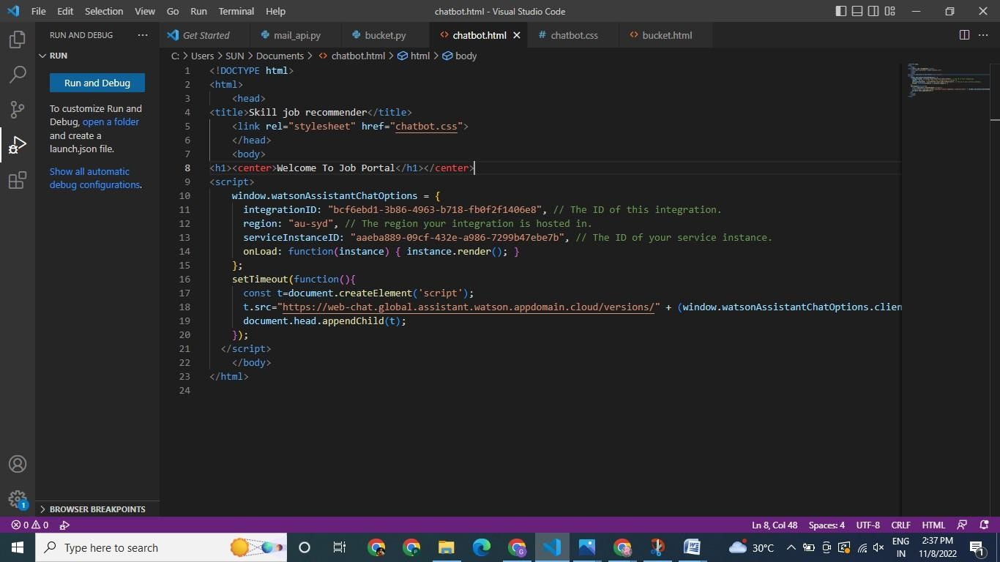 File Edit Selection View Go Run Terminal Help
chatbot.html - Visual Studio Code
RUN AND DEBUG ...
RUN
Run and Debug
To customize Run and
Debug, open a folder
and create a
launch.json file.
Show all automatic
debug configurations.
BROWSER BREAKPOINTS
Get Started mail_api.py bucket.py chatbot.html # chatbot.css bucket.html
C: > Users > SUN > Documents > chatbot.html > html > body
1 <!DOCTYPE html>
2 <html>
3 <head>
4 <title>Skill job recommender</title>
5 <link rel="stylesheet" href="chatbot.css">
6 </head>
7 <body>
8 <h1><center>Welcome To Job Portal</h1></center>
9 <script>
10 window.watsonAssistantChatOptions = {
11 integrationID: "bcf6ebd1-3b86-4963-b718-fb0f2f1406e8", // The ID of this integration.
12 region: "au-syd", // The region your integration is hosted in.
13 serviceInstanceID: "aaeba889-09cf-432e-a986-7299b47ebe7b", // The ID of your service instance.
14 onLoad: function(instance) { instance.render(); }
15 };
16 setTimeout(function(){
17 const t=document.createElement('script');
18 t.src="https://web-chat.global.assistant.watson.appdomain.cloud/versions/" + (window.watsonAssistantChatOptions.clien
19 document.head.appendChild(t);
20 });
21 </script>
22 </body>
23 </html>
24
1
0 0
Ln 8, Col 48 Spaces: 4 UTF-8 CRLF HTML
Type here to search
30°C
ENG
IN
2:37 PM
11/8/2022
1